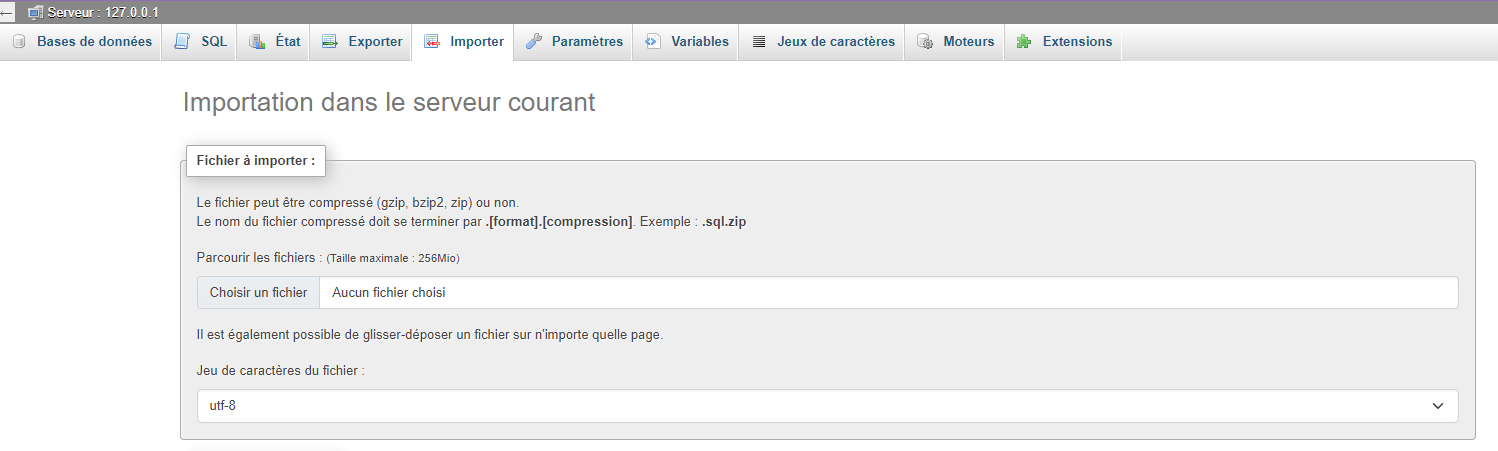 Serveur : 127.0.0.1
Bases de données SQL État Exporter Importer Paramètres Variables Jeux de caractères Moteurs Extensions
Importation dans le serveur courant
Fichier à importer :
Le fichier peut être compressé (gzip, bzip2, zip) ou non.
Le nom du fichier compressé doit se terminer par .[format].[compression]. Exemple : .sql.zip
Parcourir les fichiers : (Taille maximale : 256Mio)
Choisir un fichier Aucun fichier choisi
Il est également possible de glisser-déposer un fichier sur n'importe quelle page.
Jeu de caractères du fichier :
utf-8